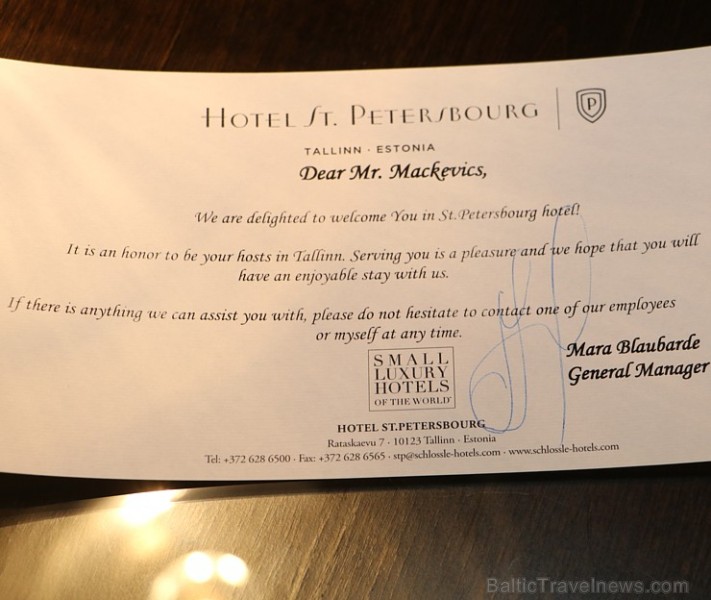 HOTEL ST. PETERSBOURG P
TALLINN · ESTONIA
Dear Mr. Mackevics,
We are delighted to welcome You in St.Petersbourg hotel!
It is an honor to be your hosts in Tallinn. Serving you is a pleasure and we hope that you will
have an enjoyable stay with us.
If there is anything we can assist you with, please do not hesitate to contact one of our employees
or myself at any time.
Mara Blaubarde
General Manager
SMALL
LUXURY
HOTELS
OF THE WORLD
HOTEL ST.PETERSBOURG
Rataskaevu 7 · 10123 Tallinn · Estonia
Tel: +372 628 6500 · Fax: +372 628 6565 · stp@schlossle-hotels.com · www.schlossle-hotels.com
BalticTravelnews.com